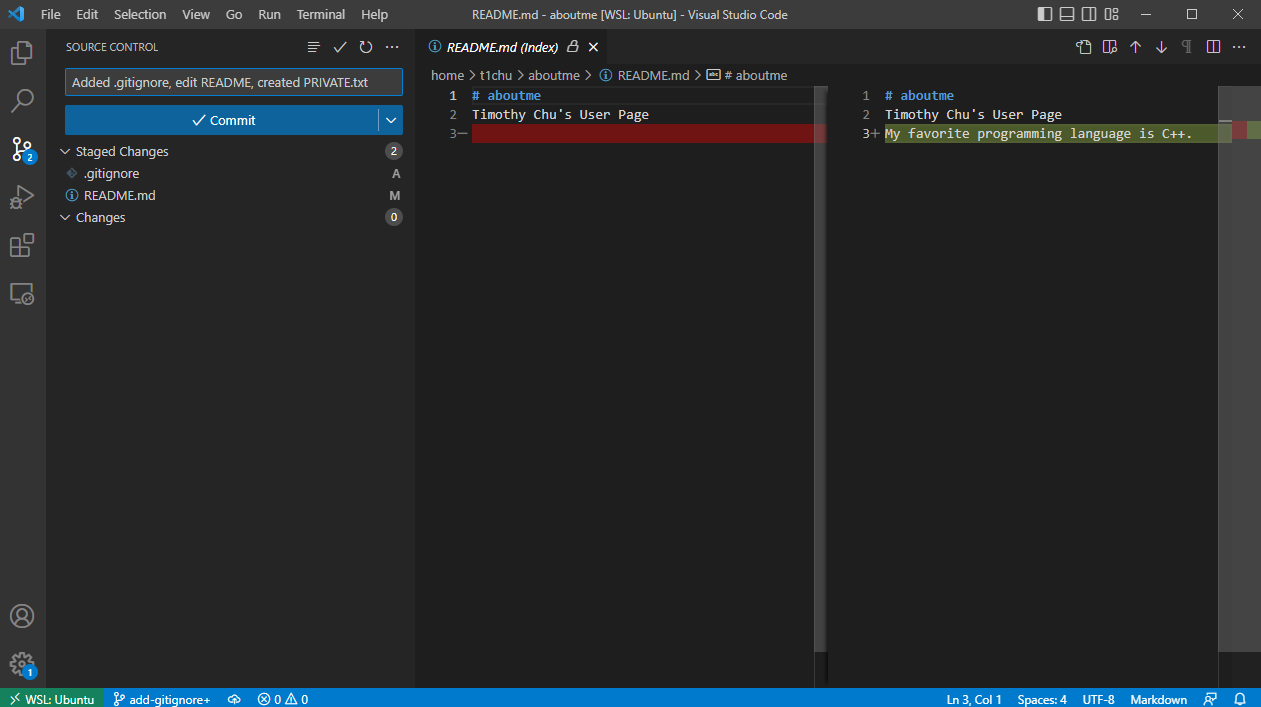 File Edit Selection View Go Run Terminal Help README.md - aboutme [WSL: Ubuntu] - Visual Studio Code
SOURCE CONTROL
Added .gitignore, edit README, created PRIVATE.txt
Commit
Staged Changes 2
.gitignore A
README.md M
Changes 0
2
1
README.md (Index)
home > t1chu > aboutme > README.md > # aboutme
1 # aboutme
2 Timothy Chu's User Page
3−
1 # aboutme
2 Timothy Chu's User Page
3+ My favorite programming language is C++.
WSL: Ubuntu add-gitignore+ 0 0 Ln 3, Col 1 Spaces: 4 UTF-8 Markdown